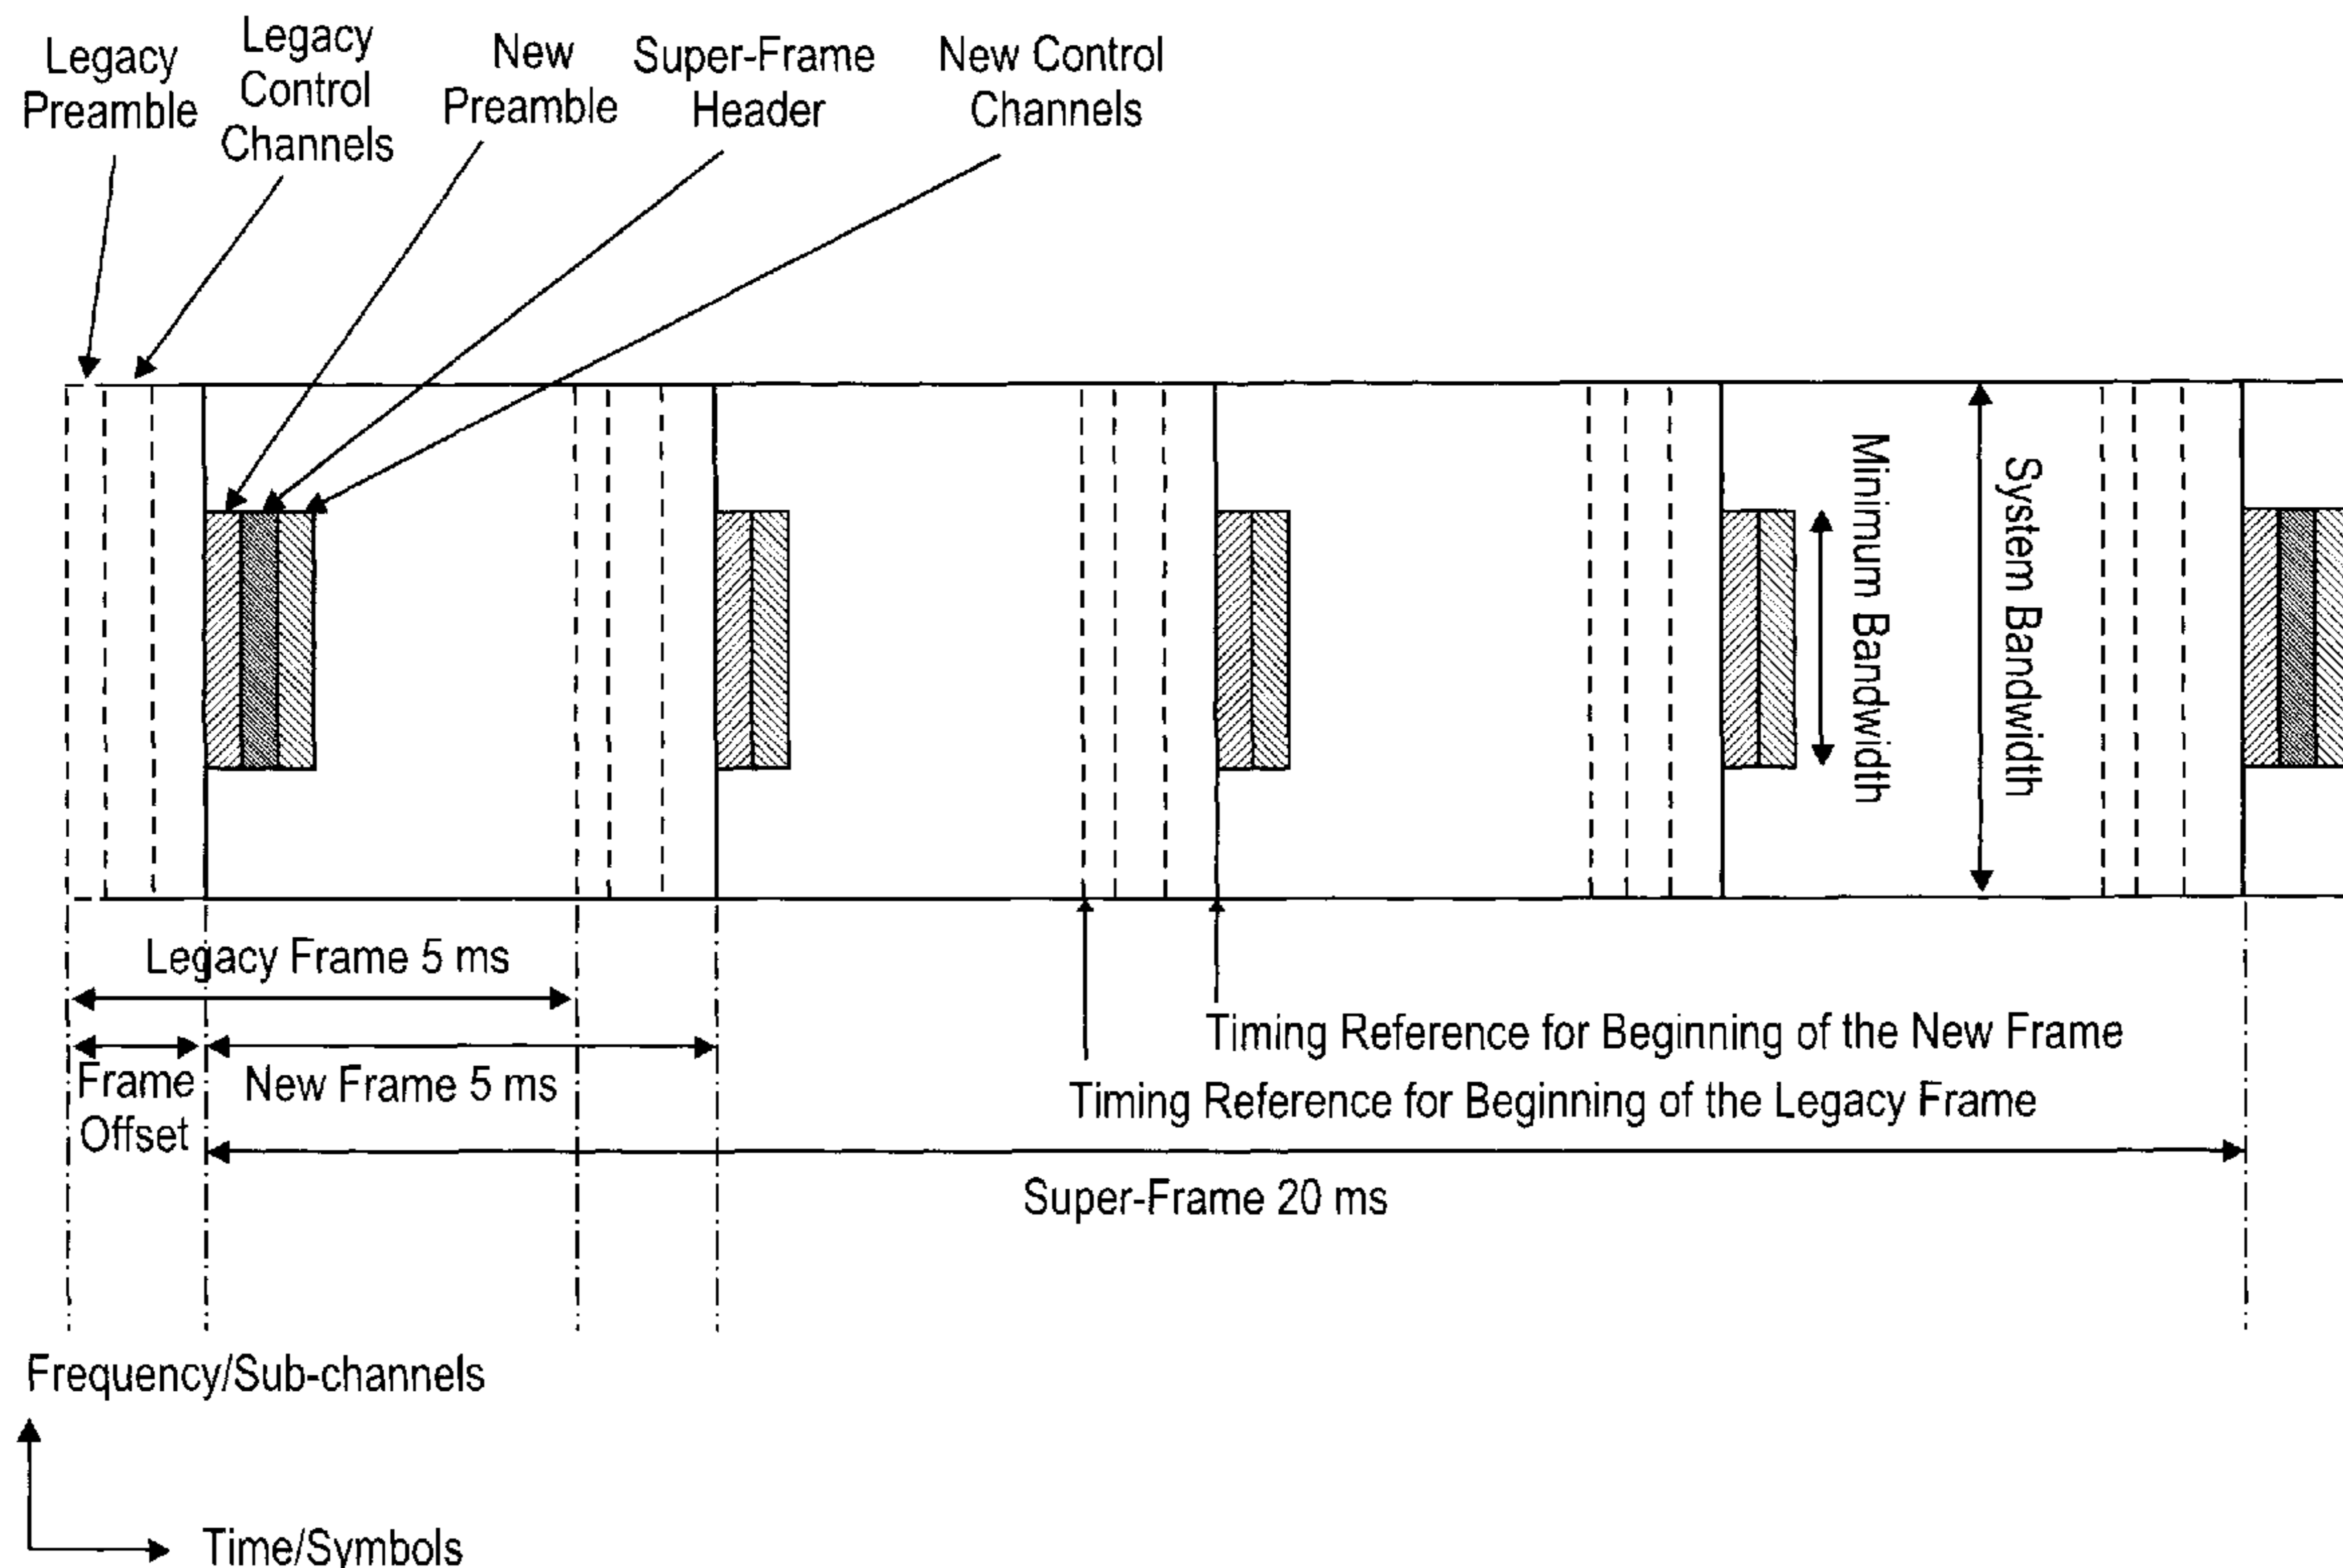 Legacy
Preamble
Legacy
Control
Channels
New
Preamble
Super-Frame
Header
New Control
Channels
Minimum Bandwidth
System Bandwidth
Legacy Frame 5 ms
Frame
Offset
New Frame 5 ms
Timing Reference for Beginning of the New Frame
Timing Reference for Beginning of the Legacy Frame
Super-Frame 20 ms
Frequency/Sub-channels
Time/Symbols